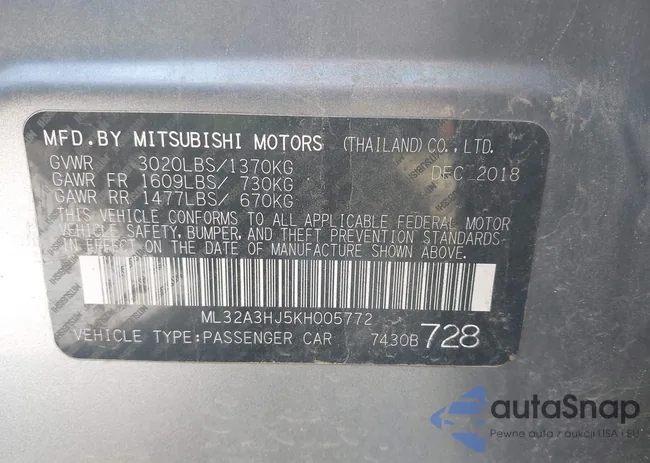 MFD.BY MITSUBISHI MOTORS (THAILAND) CO.,LTD.
GVWR 3020LBS/1370KG DEC 2018
GAWR FR 1609LBS/ 730KG
GAWR RR 1477LBS/ 670KG
THIS VEHICLE CONFORMS TO ALL APPLICABLE FEDERAL MOTOR
VEHICLE SAFETY, BUMPER, AND THEFT PREVENTION STANDARDS
IN EFFECT ON THE DATE OF MANUFACTURE SHOWN ABOVE.
ML32A3HJ5KH005772
VEHICLE TYPE:PASSENGER CAR 7430B 728
autoSnap
Pewne auta z aukcji USA i EU